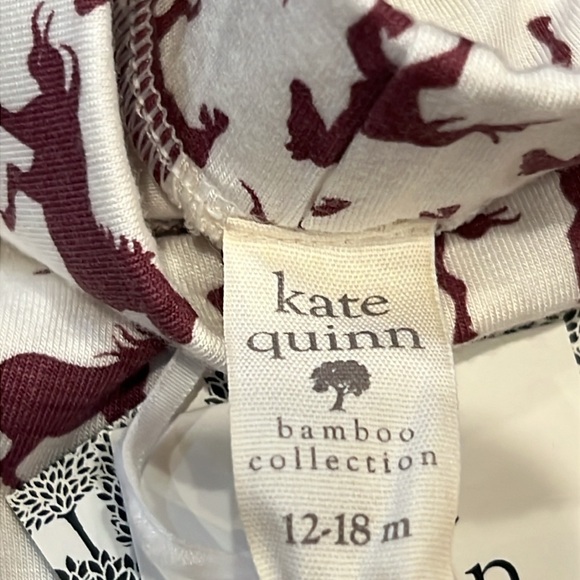 kate
quinn
bamboo
collection
12-18 m